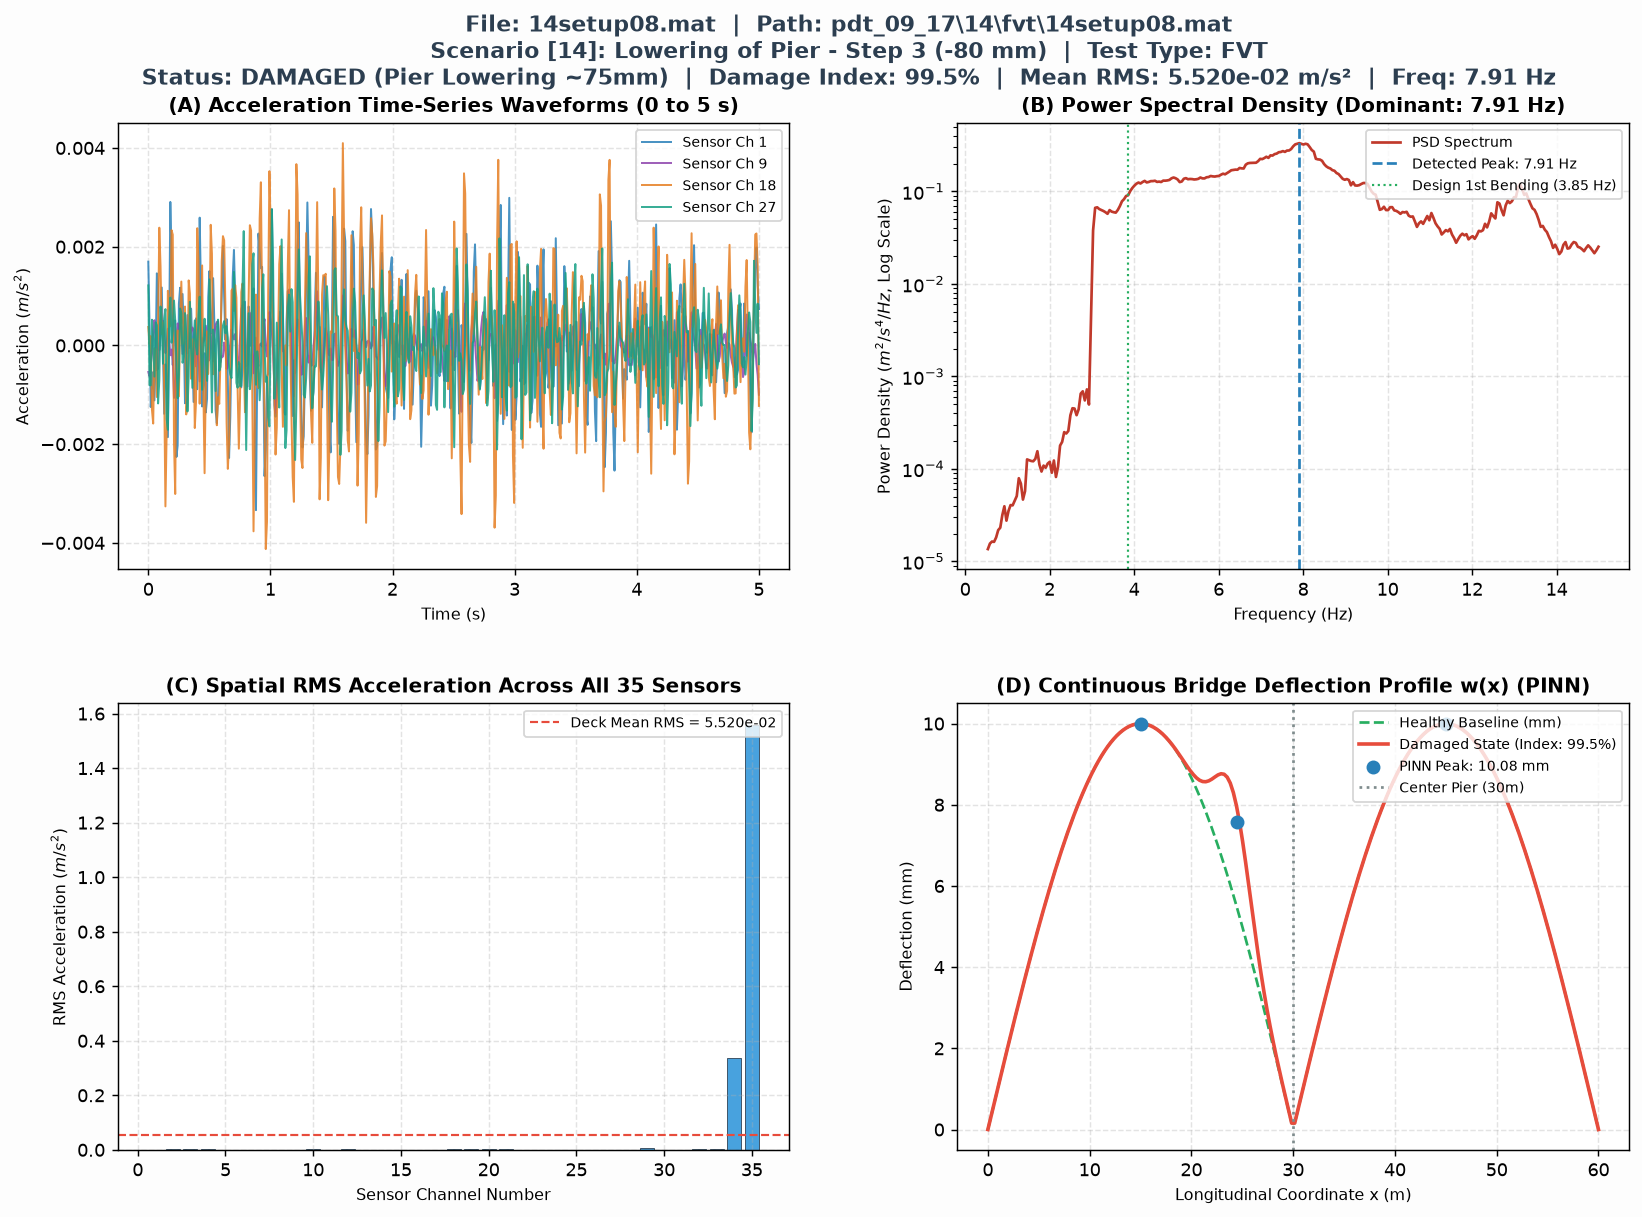 File: 14setup08.mat | Path: pdt_09_17\14\fvt\14setup08.mat
Scenario [14]: Lowering of Pier - Step 3 (-80 mm) | Test Type: FVT
Status: DAMAGED (Pier Lowering ~75mm) | Damage Index: 99.5% | Mean RMS: 5.520e-02 m/s² | Freq: 7.91 Hz
(A) Acceleration Time-Series Waveforms (0 to 5 s)
Sensor Ch 1
Sensor Ch 9
Sensor Ch 18
Sensor Ch 27
0.004
0.002
0.000
−0.002
−0.004
Acceleration (m/s²)
0 1 2 3 4 5
Time (s)
(B) Power Spectral Density (Dominant: 7.91 Hz)
PSD Spectrum
Detected Peak: 7.91 Hz
Design 1st Bending (3.85 Hz)
10⁻¹
10⁻²
10⁻³
10⁻⁴
10⁻⁵
Power Density (m²/s⁴/Hz, Log Scale)
0 2 4 6 8 10 12 14
Frequency (Hz)
(C) Spatial RMS Acceleration Across All 35 Sensors
Deck Mean RMS = 5.520e-02
1.6
1.4
1.2
1.0
0.8
0.6
0.4
0.2
0.0
RMS Acceleration (m/s²)
0 5 10 15 20 25 30 35
Sensor Channel Number
(D) Continuous Bridge Deflection Profile w(x) (PINN)
Healthy Baseline (mm)
Damaged State (Index: 99.5%)
PINN Peak: 10.08 mm
Center Pier (30m)
10
8
6
4
2
0
Deflection (mm)
0 10 20 30 40 50 60
Longitudinal Coordinate x (m)